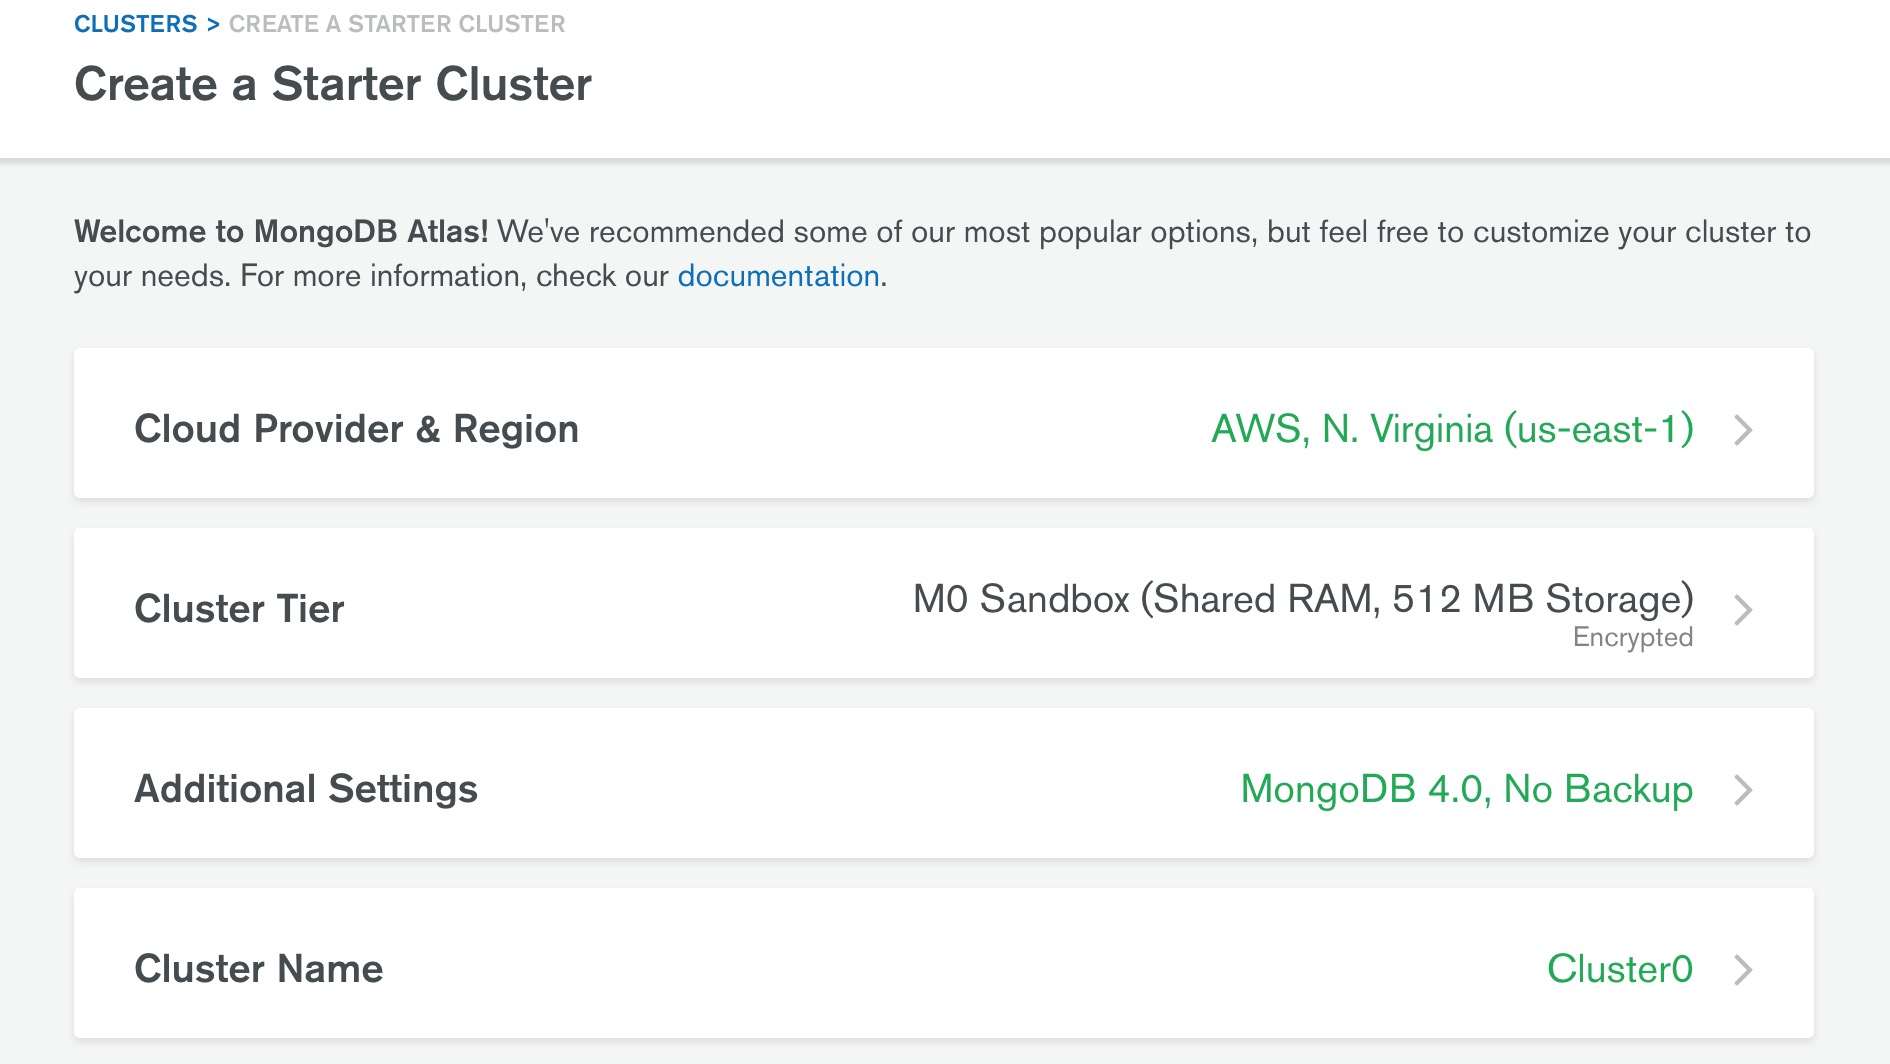 CLUSTERS > CREATE A STARTER CLUSTER
Create a Starter Cluster
Welcome to MongoDB Atlas! We've recommended some of our most popular options, but feel free to customize your cluster to
your needs. For more information, check our documentation.
Cloud Provider & Region AWS, N. Virginia (us-east-1)
Cluster Tier M0 Sandbox (Shared RAM, 512 MB Storage)
Encrypted
Additional Settings MongoDB 4.0, No Backup
Cluster Name Cluster0